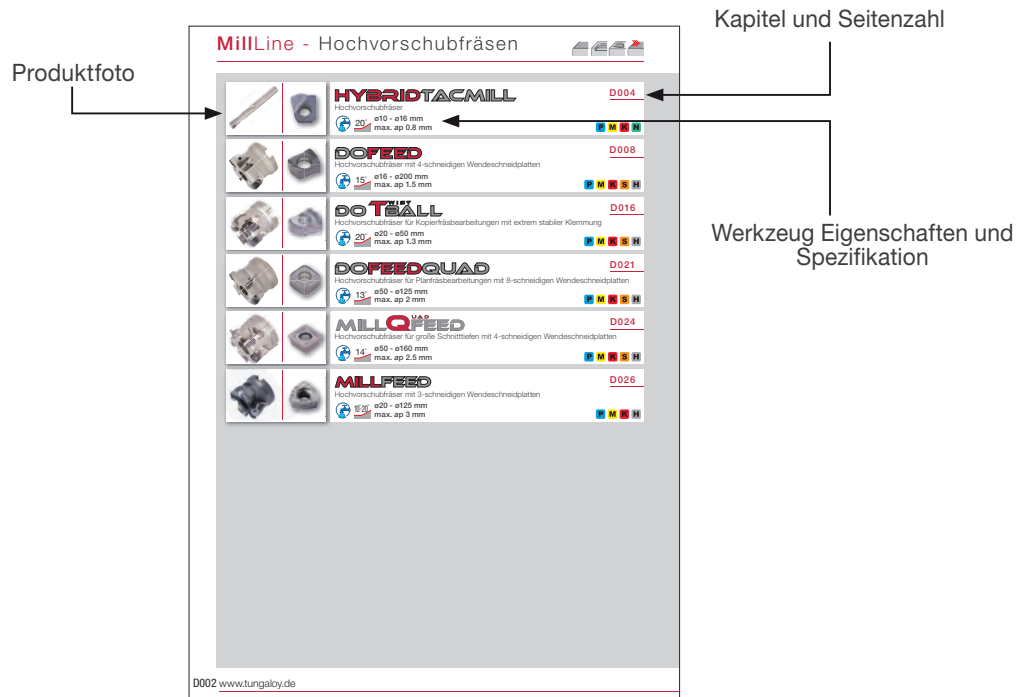 Kapitel und Seitenzahl
Produktfoto
Werkzeug Eigenschaften und
Spezifikation
MillLine - Hochvorschubfräsen
HYBRIDTACMILL
D004
Hochvorschubfräser
20°
ø10 - ø16 mm
max. ap 0.8 mm
P M K N
DOFEED
D008
Hochvorschubfräser mit 4-schneidigen Wendeschneidplatten
15°
ø16 - ø200 mm
max. ap 1.5 mm
P M K S H
DO TWISTBALL
D016
Hochvorschubfräser für Kopierfräsbearbeitungen mit extrem stabiler Klemmung
20°
ø20 - ø50 mm
max. ap 1.3 mm
P M K S H
DOFEEDQUAD
D021
Hochvorschubfräser für Planfräsbearbeitungen mit 8-schneidigen Wendeschneidplatten
13°
ø50 - ø125 mm
max. ap 2 mm
P M K S H
MILLQUADFEED
D024
Hochvorschubfräser für große Schnitttiefen mit 4-schneidigen Wendeschneidplatten
14°
ø50 - ø160 mm
max. ap 2.5 mm
P M K S H
MILLFEED
D026
Hochvorschubfräser mit 3-schneidigen Wendeschneidplatten
10°20°
ø20 - ø125 mm
max. ap 3 mm
P M K H
D002 www.tungaloy.de